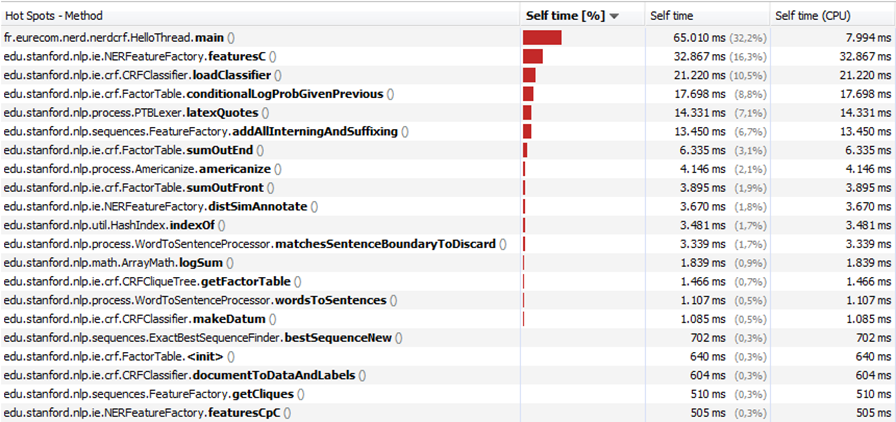 Hot Spots - Method Self time [%] Self time Self time (CPU)
fr.eurecom.nerd.nerdcrf.HelloThread.main () 65.010 ms (32,2%) 7.994 ms
edu.stanford.nlp.ie.NERFeatureFactory.featuresC () 32.867 ms (16,3%) 32.867 ms
edu.stanford.nlp.ie.crf.CRFClassifier.loadClassifier () 21.220 ms (10,5%) 21.220 ms
edu.stanford.nlp.ie.crf.FactorTable.conditionalLogProbGivenPrevious () 17.698 ms (8,8%) 17.698 ms
edu.stanford.nlp.process.PTBLexer.latexQuotes () 14.331 ms (7,1%) 14.331 ms
edu.stanford.nlp.sequences.FeatureFactory.addAllInterningAndSuffixing () 13.450 ms (6,7%) 13.450 ms
edu.stanford.nlp.ie.crf.FactorTable.sumOutEnd () 6.335 ms (3,1%) 6.335 ms
edu.stanford.nlp.process.Americanize.americanize () 4.146 ms (2,1%) 4.146 ms
edu.stanford.nlp.ie.crf.FactorTable.sumOutFront () 3.895 ms (1,9%) 3.895 ms
edu.stanford.nlp.ie.NERFeatureFactory.distSimAnnotate () 3.670 ms (1,8%) 3.670 ms
edu.stanford.nlp.util.HashIndex.indexOf () 3.481 ms (1,7%) 3.481 ms
edu.stanford.nlp.process.WordToSentenceProcessor.matchesSentenceBoundaryToDiscard () 3.339 ms (1,7%) 3.339 ms
edu.stanford.nlp.math.ArrayMath.logSum () 1.839 ms (0,9%) 1.839 ms
edu.stanford.nlp.ie.crf.CRFCliqueTree.getFactorTable () 1.466 ms (0,7%) 1.466 ms
edu.stanford.nlp.process.WordToSentenceProcessor.wordsToSentences () 1.107 ms (0,5%) 1.107 ms
edu.stanford.nlp.ie.crf.CRFClassifier.makeDatum () 1.085 ms (0,5%) 1.085 ms
edu.stanford.nlp.sequences.ExactBestSequenceFinder.bestSequenceNew () 702 ms (0,3%) 702 ms
edu.stanford.nlp.ie.crf.FactorTable.<init> () 640 ms (0,3%) 640 ms
edu.stanford.nlp.ie.crf.CRFClassifier.documentToDataAndLabels () 604 ms (0,3%) 604 ms
edu.stanford.nlp.sequences.FeatureFactory.getCliques () 510 ms (0,3%) 510 ms
edu.stanford.nlp.ie.NERFeatureFactory.featuresCpC () 505 ms (0,3%) 505 ms